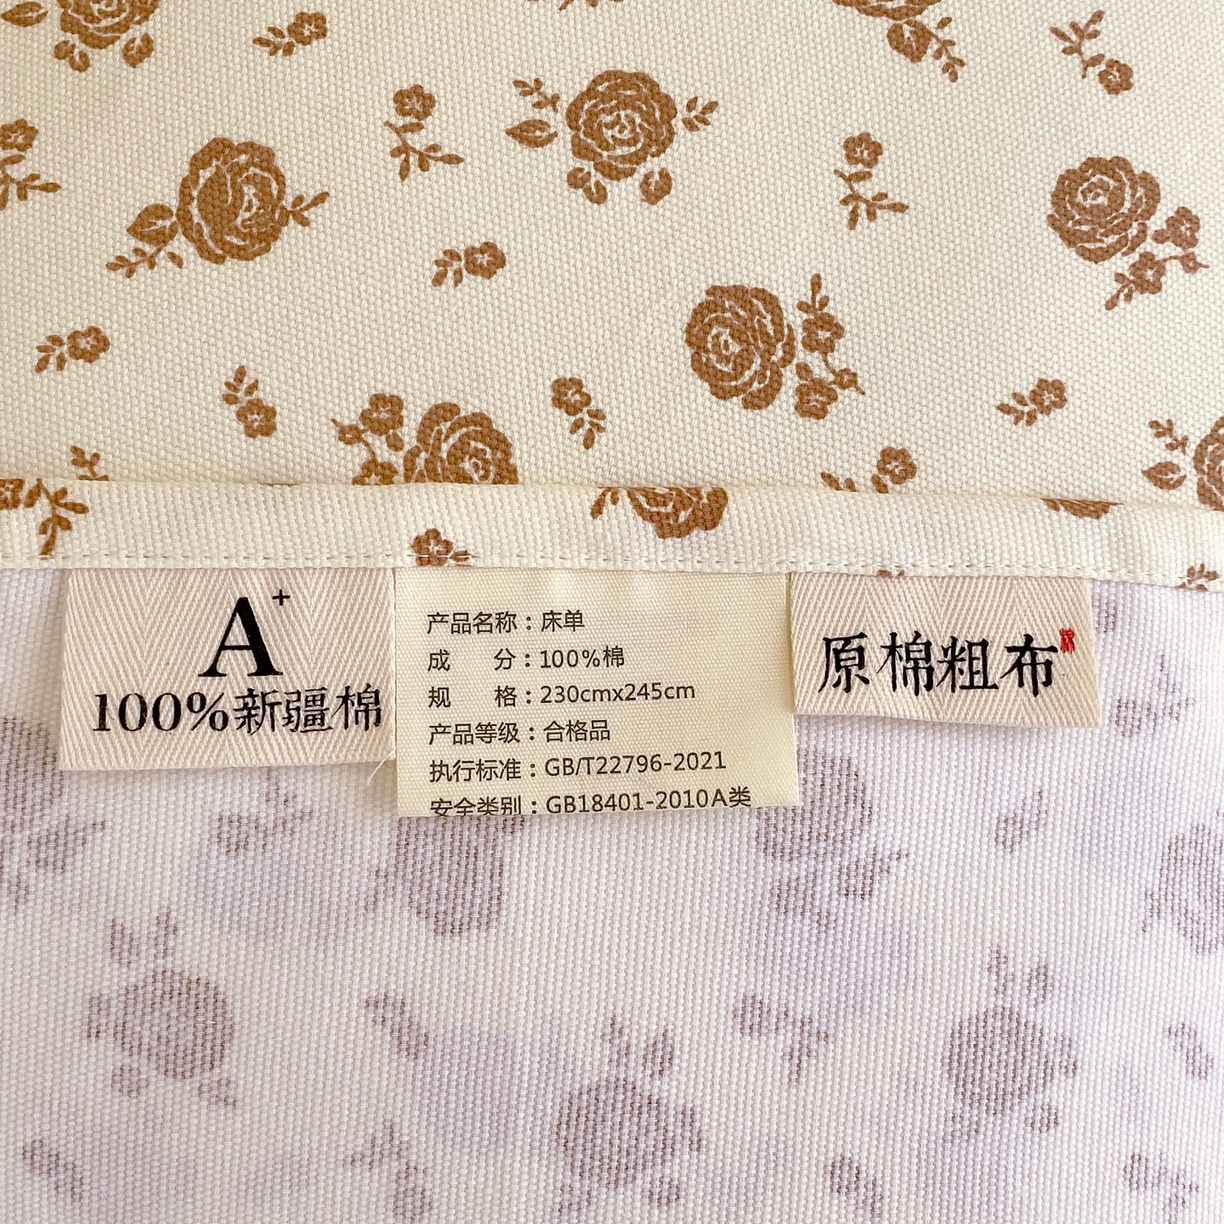 A+
100%新疆棉
产品名称：床单
成 分：100%棉
规 格：230cmx245cm
产品等级：合格品
执行标准：GB/T22796-2021
安全类别：GB18401-2010A类
原棉粗布